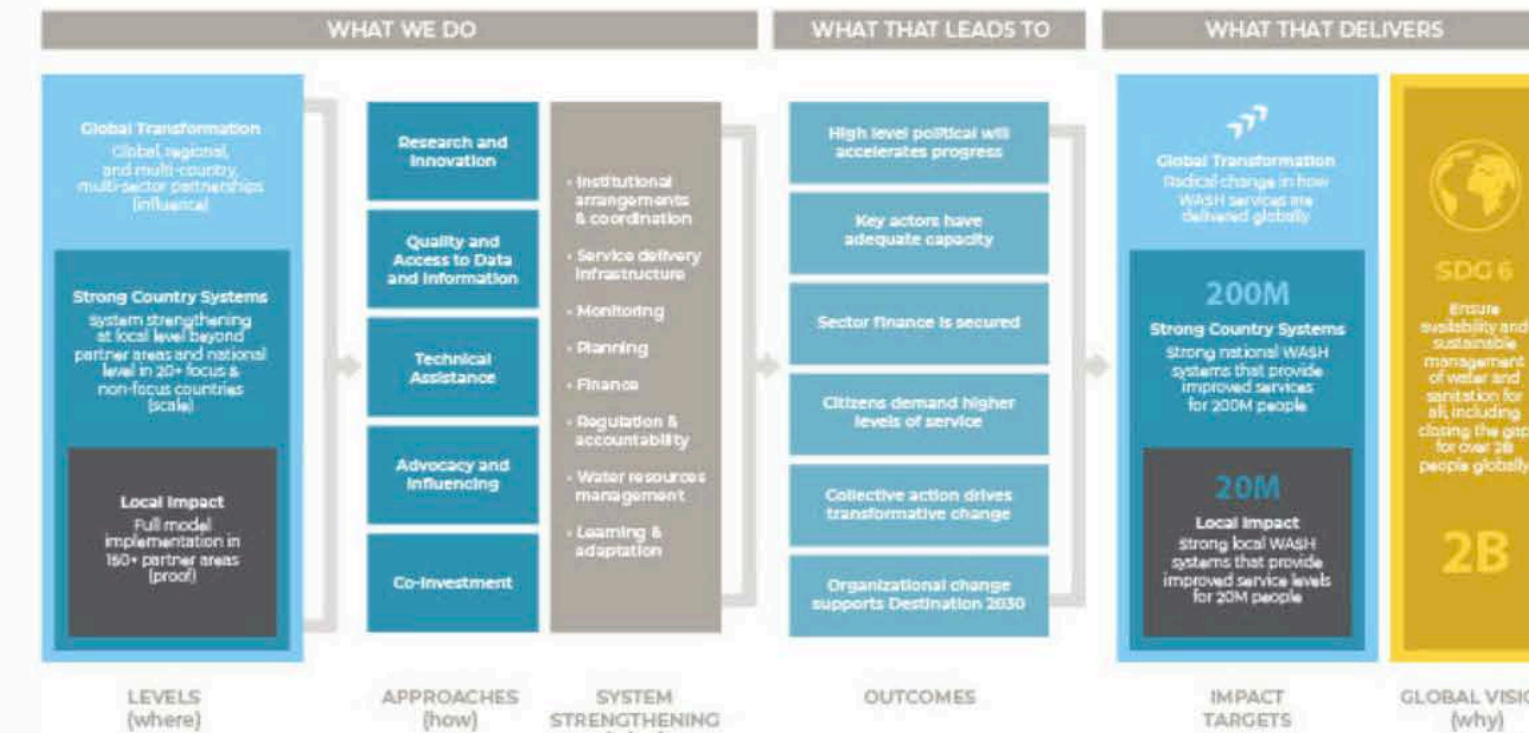 WHAT WE DO
WHAT THAT LEADS TO
WHAT THAT DELIVERS
Global Transformation
Global, regional,
and multi-country,
multi-sector partnerships
(influence)
Strong Country Systems
System strengthening
at local level beyond
partner areas and national
level in 20+ focus &
non-focus countries
(scale)
Local Impact
Full model
implementation in
160+ partner areas
(proof)
Research and
Innovation
Quality and
Access to Data
and Information
Technical
Assistance
Advocacy and
Influencing
Co-Investment
• Institutional
arrangements
& coordination
• Service delivery
infrastructure
• Monitoring
• Planning
• Finance
• Regulation &
accountability
• Water resources
management
• Learning &
adaptation
High level political will
accelerates progress
Key actors have
adequate capacity
Sector finance is secured
Citizens demand higher
levels of service
Collective action drives
transformative change
Organizational change
supports Destination 2030
Global Transformation
Radical change in how
WASH services are
delivered globally
200M
Strong Country Systems
Strong national WASH
systems that provide
improved services
for 200M people
20M
Local Impact
Strong local WASH
systems that provide
improved service levels
for 20M people
SDG 6
Ensure
availability and
sustainable
management
of water and
sanitation for
all, including
closing the gap
for over 2B
people globally
2B
LEVELS
(where)
APPROACHES
(how)
SYSTEM
STRENGTHENING
OUTCOMES
IMPACT
TARGETS
GLOBAL VISIO
(why)